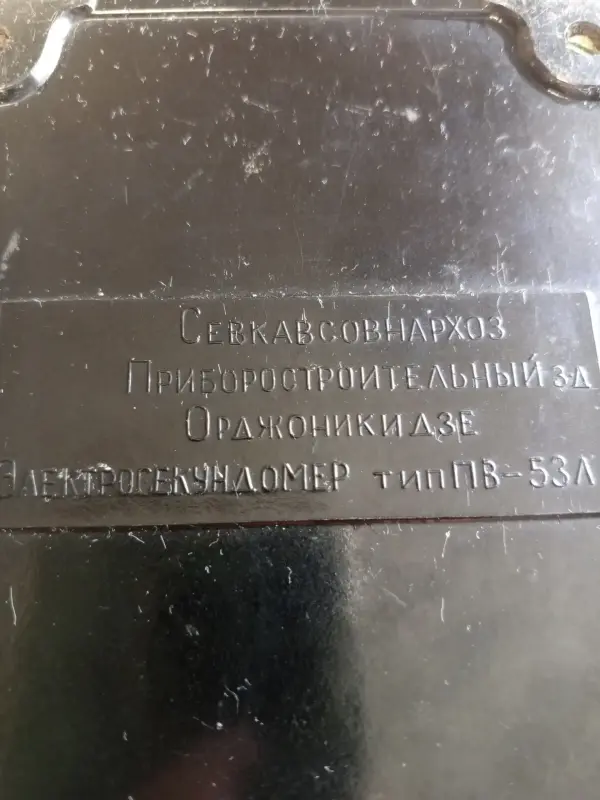 Севкавсовнархоз
Приборостроительный з-д
Орджоникидзе
Электросекундомер тип ПВ-53Л